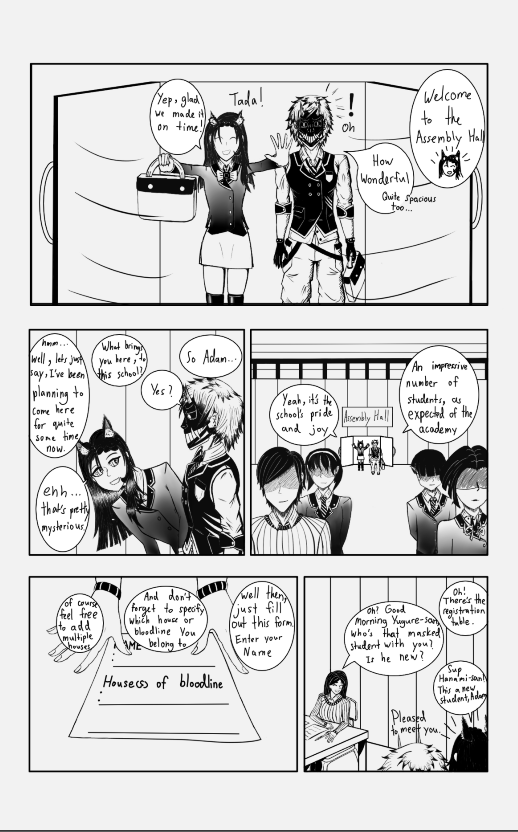 Welcome
to the
Assembly Hall
!
Oh
How
Wonderful
Quite spacious
too...
Tada!
Yep, glad
we made it
on time!
An impressive
number of
students, as
expected of the
academy
Assembly Hall
Yeah, it's the
school's pride
and joy
So Adam...
Yes?
What brings
you here, to
this school?
hmm...
Well, lets just
say, I've been
planning to
come here
for quite
some time
now.
ehh...
that's pretty
mysterious
Oh!
There's the
registration
table.
Oh? Good
Morning Yugure-san,
Who's that masked
student with you?
Is he new?
Sup
Hanami-san!
This a new
student, Adam
Pleased
to meet you.
Well then,
just fill
out this form,
Enter your
Name
And don't
forget to specify
which house or
bloodline You
belong to
of course
feel free
to add
multiple
houses
House(s) of bloodline